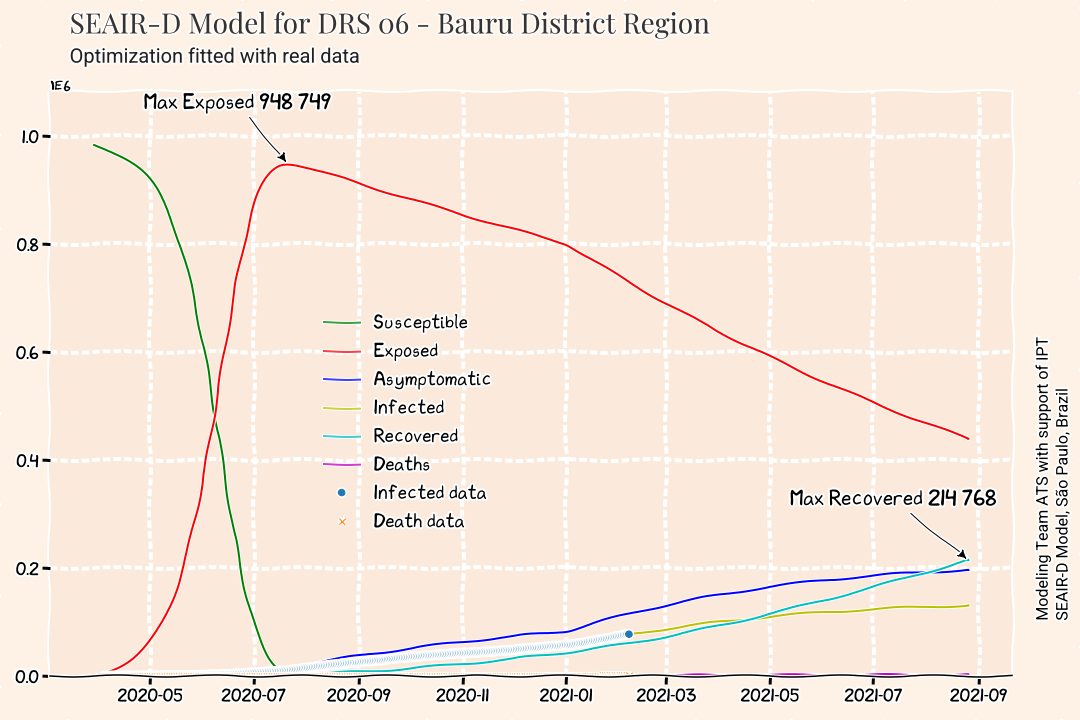 SEAIR-D Model for DRS 06 - Bauru District Region
Optimization fitted with real data
1E6
Max Exposed 948 749
1.0
0.8
0.6
0.4
0.2
0.0
Susceptible
Exposed
Asymptomatic
Infected
Recovered
Deaths
Infected data
Death data
Max Recovered 214 768
2020-05
2020-07
2020-09
2020-11
2021-01
2021-03
2021-05
2021-07
2021-09
Modeling Team ATS with support of IPT
SEAIR-D Model, São Paulo, Brazil